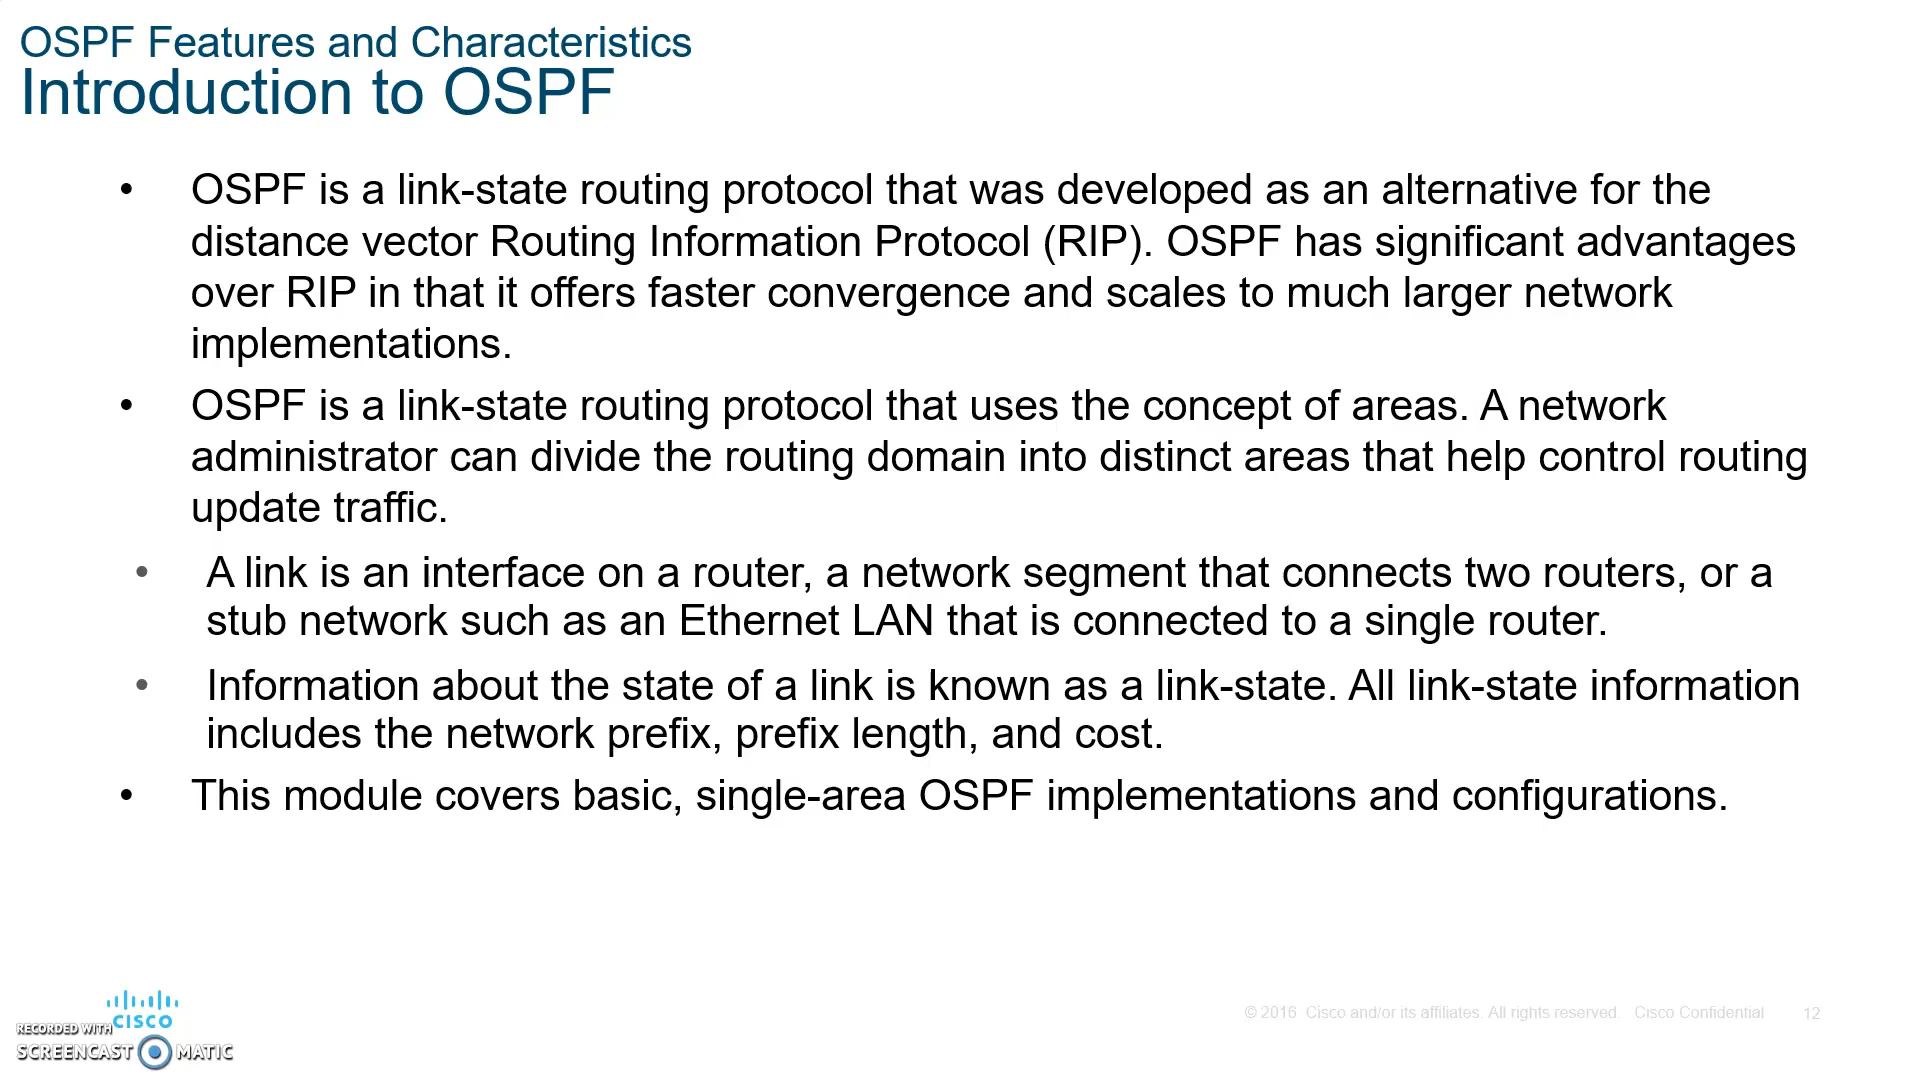 OSPF Features and Characteristics
Introduction to OSPF
• OSPF is a link-state routing protocol that was developed as an alternative for the
distance vector Routing Information Protocol (RIP). OSPF has significant advantages
over RIP in that it offers faster convergence and scales to much larger network
implementations.
• OSPF is a link-state routing protocol that uses the concept of areas. A network
administrator can divide the routing domain into distinct areas that help control routing
update traffic.
• A link is an interface on a router, a network segment that connects two routers, or a
stub network such as an Ethernet LAN that is connected to a single router.
• Information about the state of a link is known as a link-state. All link-state information
includes the network prefix, prefix length, and cost.
• This module covers basic, single-area OSPF implementations and configurations.
CISCO
RECORDED WITH
SCREENCAST MATIC
© 2016 Cisco and/or its affiliates. All rights reserved. Cisco Confidential 12